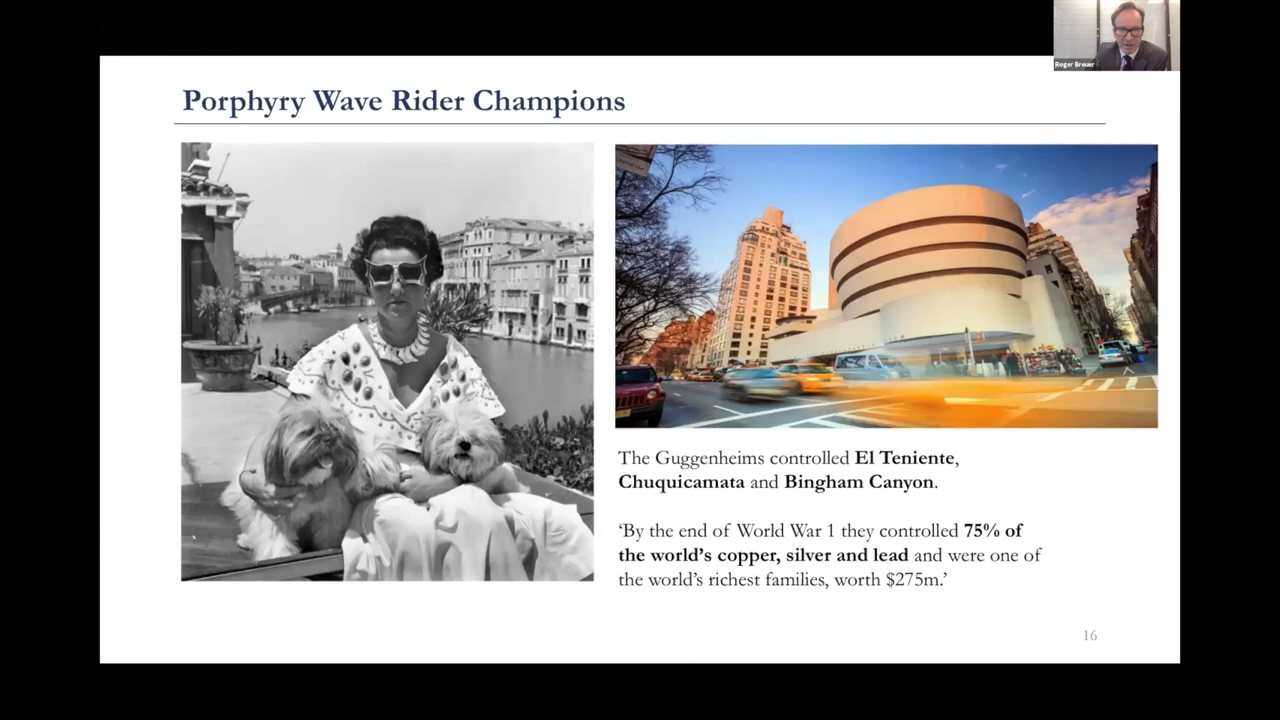 Roger Breuer
Porphyry Wave Rider Champions
The Guggenheims controlled El Teniente,
Chuquicamata and Bingham Canyon.
‘By the end of World War 1 they controlled 75% of
the world’s copper, silver and lead and were one of
the world’s richest families, worth $275m.’
16